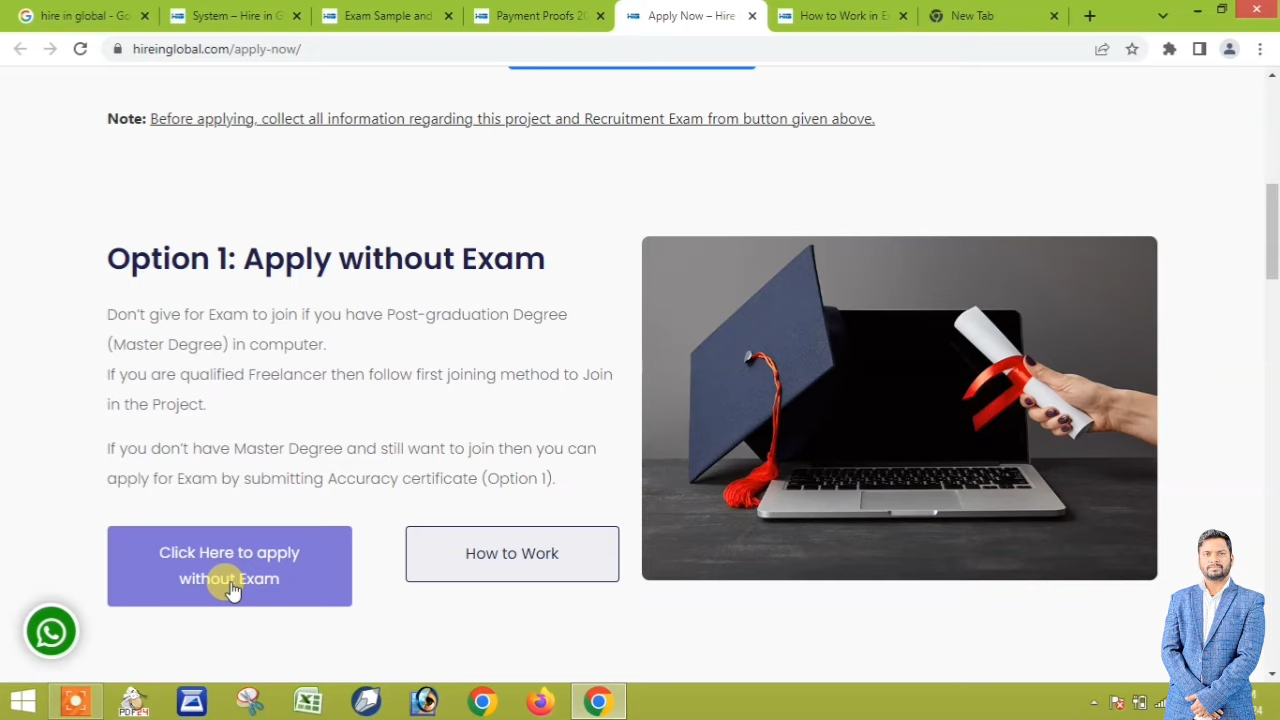 hire in global - Go
System – Hire in G
Exam Sample and
Payment Proofs 20
Apply Now – Hire
How to Work in E
New Tab
hireinglobal.com/apply-now/
Note: Before applying, collect all information regarding this project and Recruitment Exam from button given above.
Option 1: Apply without Exam
Don't give for Exam to join if you have Post-graduation Degree
(Master Degree) in computer.
If you are qualified Freelancer then follow first joining method to Join
in the Project.
If you don't have Master Degree and still want to join then you can
apply for Exam by submitting Accuracy certificate (Option 1).
Click Here to apply
without Exam
How to Work
PDF24